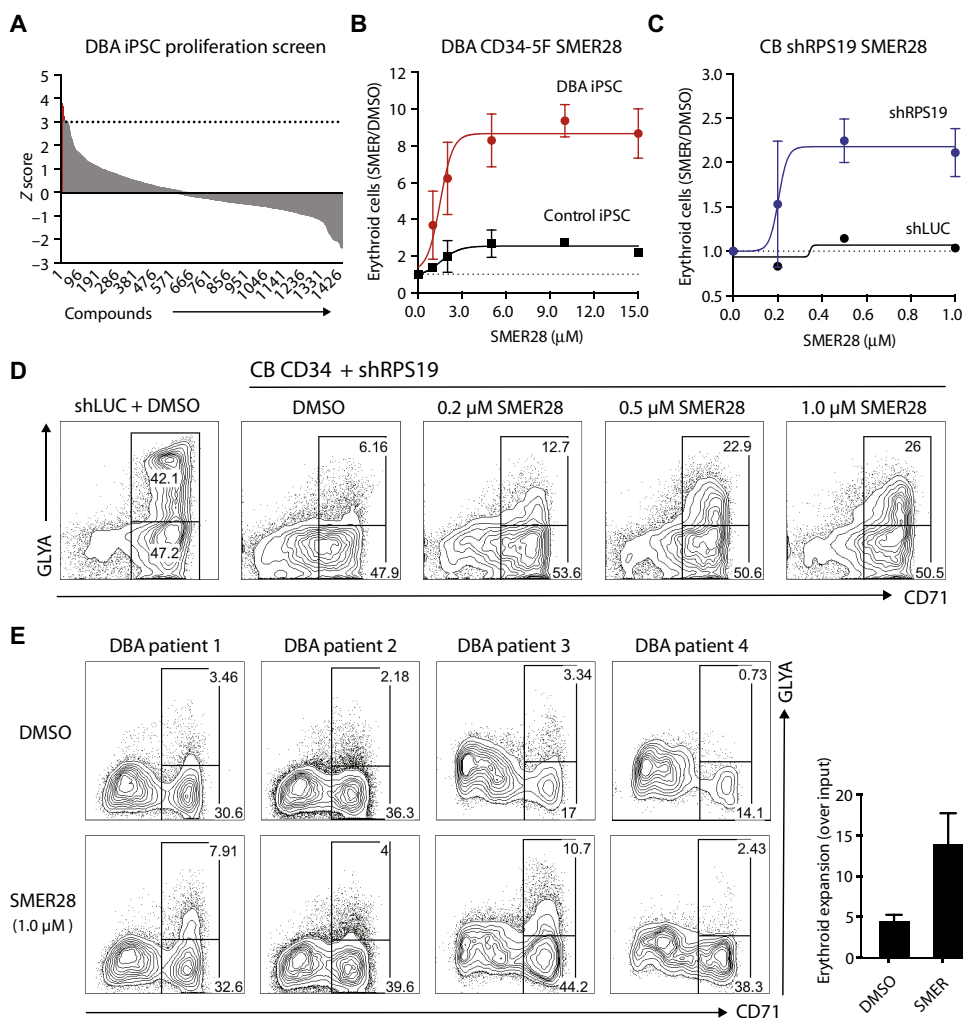 A
DBA iPSC proliferation screen
Z score
5
4
3
2
1
0
−1
−2
−3
1
96
191
286
381
476
571
666
761
856
951
1046
1141
1236
1331
1426
Compounds
B
DBA CD34-5F SMER28
Erythroid cells (SMER/DMSO)
12
10
8
6
4
2
0
DBA iPSC
Control iPSC
0.0
3.0
6.0
9.0
12.0
15.0
SMER28 (μM)
C
CB shRPS19 SMER28
Erythroid cells (SMER/DMSO)
3.0
2.5
2.0
1.5
1.0
0.5
shRPS19
shLUC
0.0
0.2
0.4
0.6
0.8
1.0
SMER28 (μM)
D
CB CD34 + shRPS19
shLUC + DMSO
DMSO
0.2 μM SMER28
0.5 μM SMER28
1.0 μM SMER28
GLYA
42.1
47.2
6.16
47.9
12.7
53.6
22.9
50.6
26
50.5
CD71
E
DBA patient 1
DBA patient 2
DBA patient 3
DBA patient 4
DMSO
3.46
30.6
2.18
36.3
3.34
17
0.73
14.1
GLYA
SMER28
(1.0 μM )
7.91
32.6
4
39.6
10.7
44.2
2.43
38.3
CD71
Erythroid expansion (over input)
20
15
10
5
0
DMSO
SMER